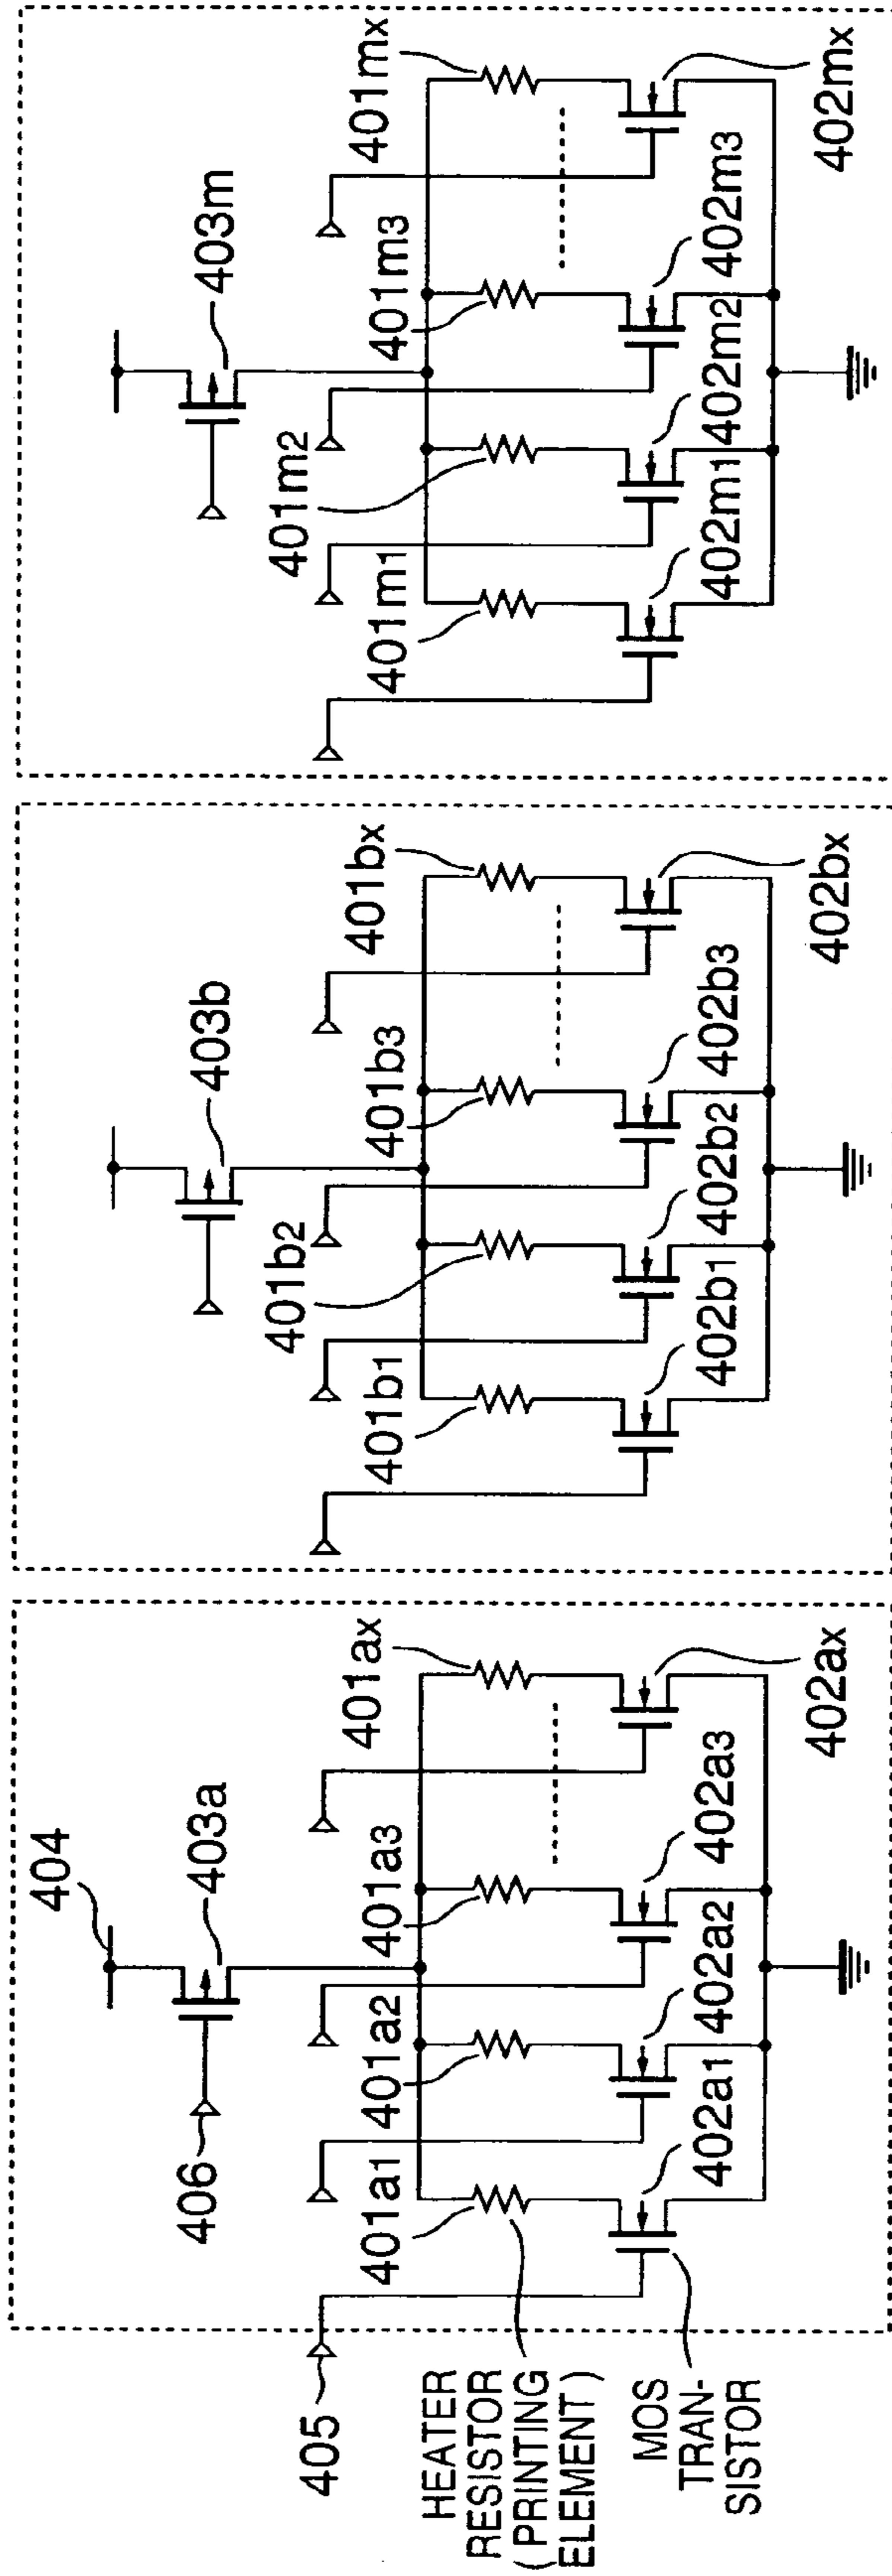 404
406
403a
405
401a1
401a2
401a3
401ax
402a1
402a2
402a3
402ax
HEATER
RESISTOR
(PRINTING
ELEMENT)
MOS
TRAN-
SISTOR
403b
401b1
401b2
401b3
401bx
402b1
402b2
402b3
402bx
403m
401m1
401m2
401m3
401mx
402m1
402m2
402m3
402mx